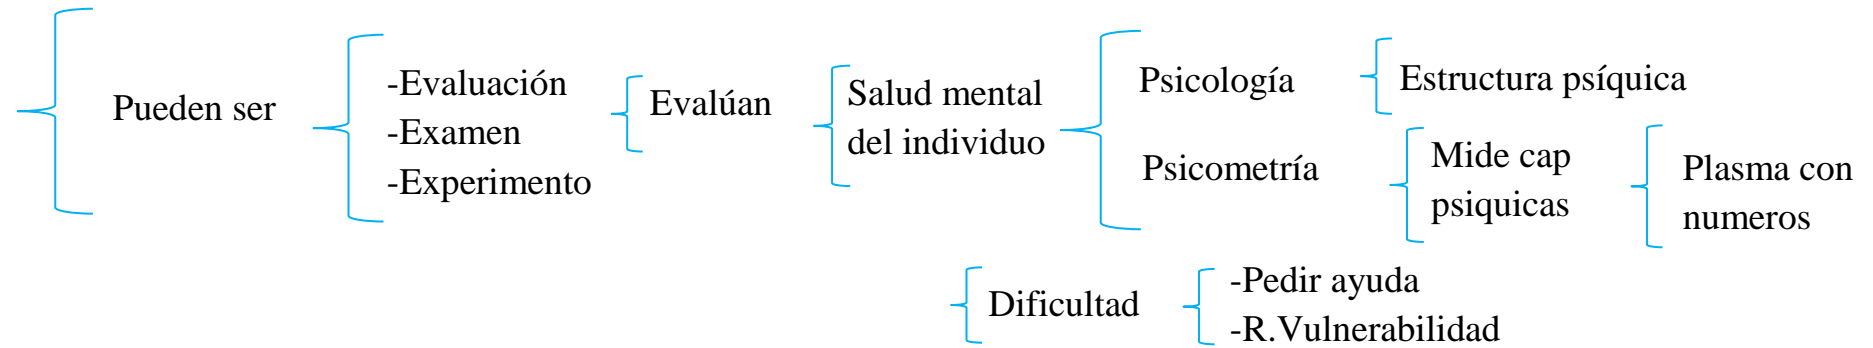 Pueden ser
-Evaluación
-Examen
-Experimento
Evalúan
Salud mental
del individuo
Psicología
Estructura psíquica
Psicometría
Mide cap
psiquicas
Plasma con
numeros
Dificultad
-Pedir ayuda
-R.Vulnerabilidad